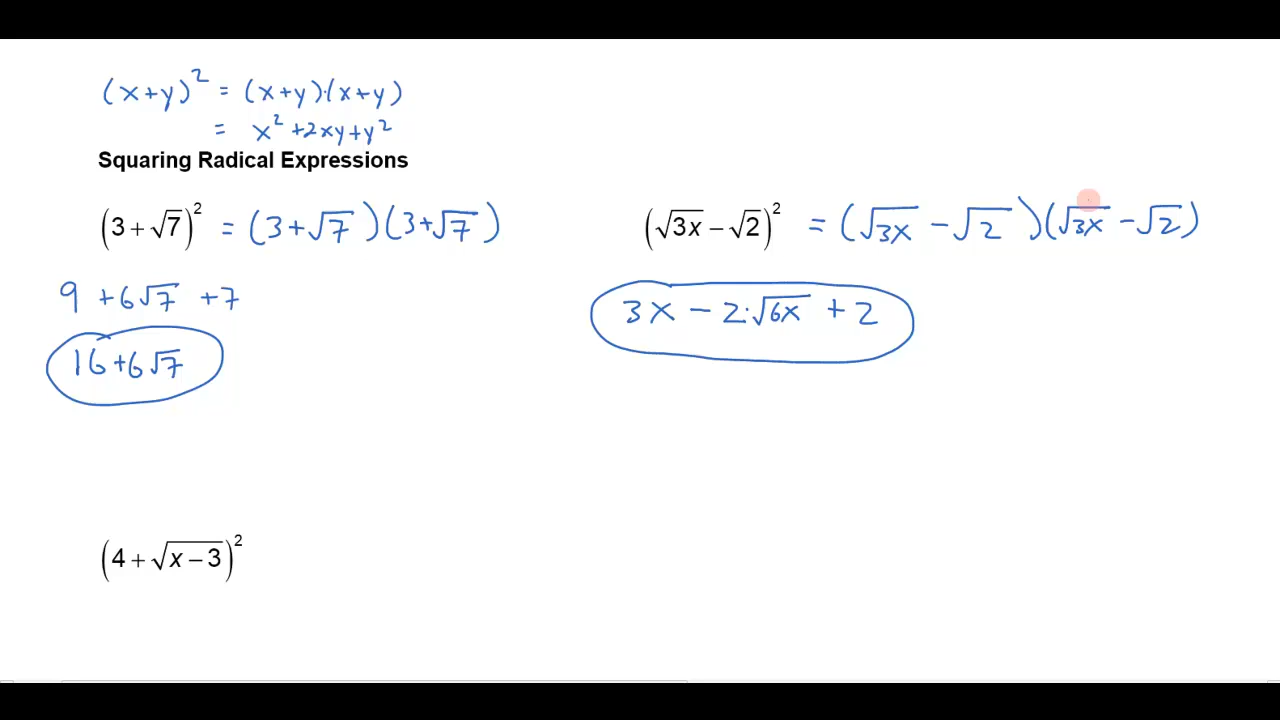 (x+y)² = (x+y)·(x+y)
= x² +2xy+y²
Squaring Radical Expressions
(3 + √7)² = (3+√7)(3+√7)
9 +6√7 +7
16+6√7
(√3x − √2)² = (√3x − √2)(√3x − √2)
3x − 2·√6x + 2
(4 + √x − 3)²